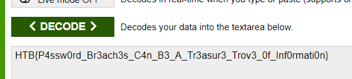 Live mode OFF Decodes in real-time when you type or paste (supports o
< DECODE > Decodes your data into the textarea below.
HTB{P4ssw0rd_Br3ach3s_C4n_B3_A_Tr3asur3_Trov3_0f_Inf0rmati0n}